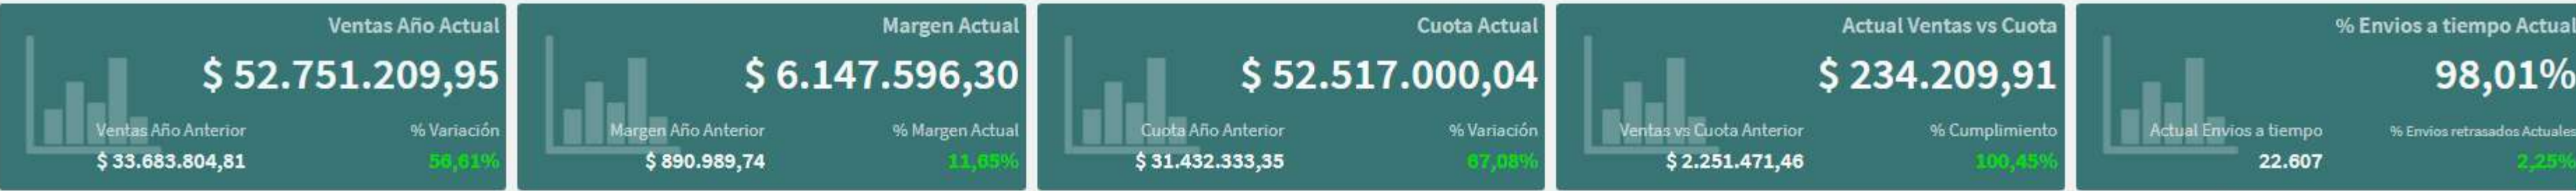 Ventas Año Actual
$ 52.751.209,95
Ventas Año Anterior % Variación
$ 33.683.804,81 56,61%
Margen Actual
$ 6.147.596,30
Margen Año Anterior % Margen Actual
$ 890.989,74 11,65%
Cuota Actual
$ 52.517.000,04
Cuota Año Anterior % Variación
$ 31.432.333,35 67,08%
Actual Ventas vs Cuota
$ 234.209,91
Ventas vs Cuota Anterior % Cumplimiento
$ 2.251.471,46 100,45%
% Envios a tiempo Actual
98,01%
Actual Envios a tiempo % Envios retrasados Actuales
22.607 2,25%